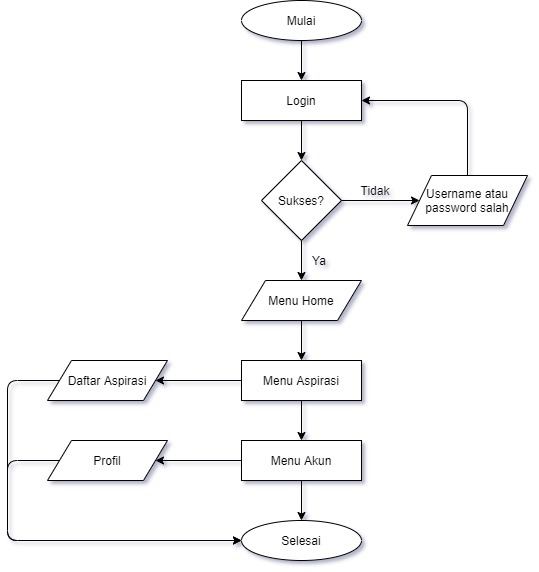 Mulai
Login
Sukses?
Tidak
Username atau
password salah
Ya
Menu Home
Daftar Aspirasi
Menu Aspirasi
Profil
Menu Akun
Selesai